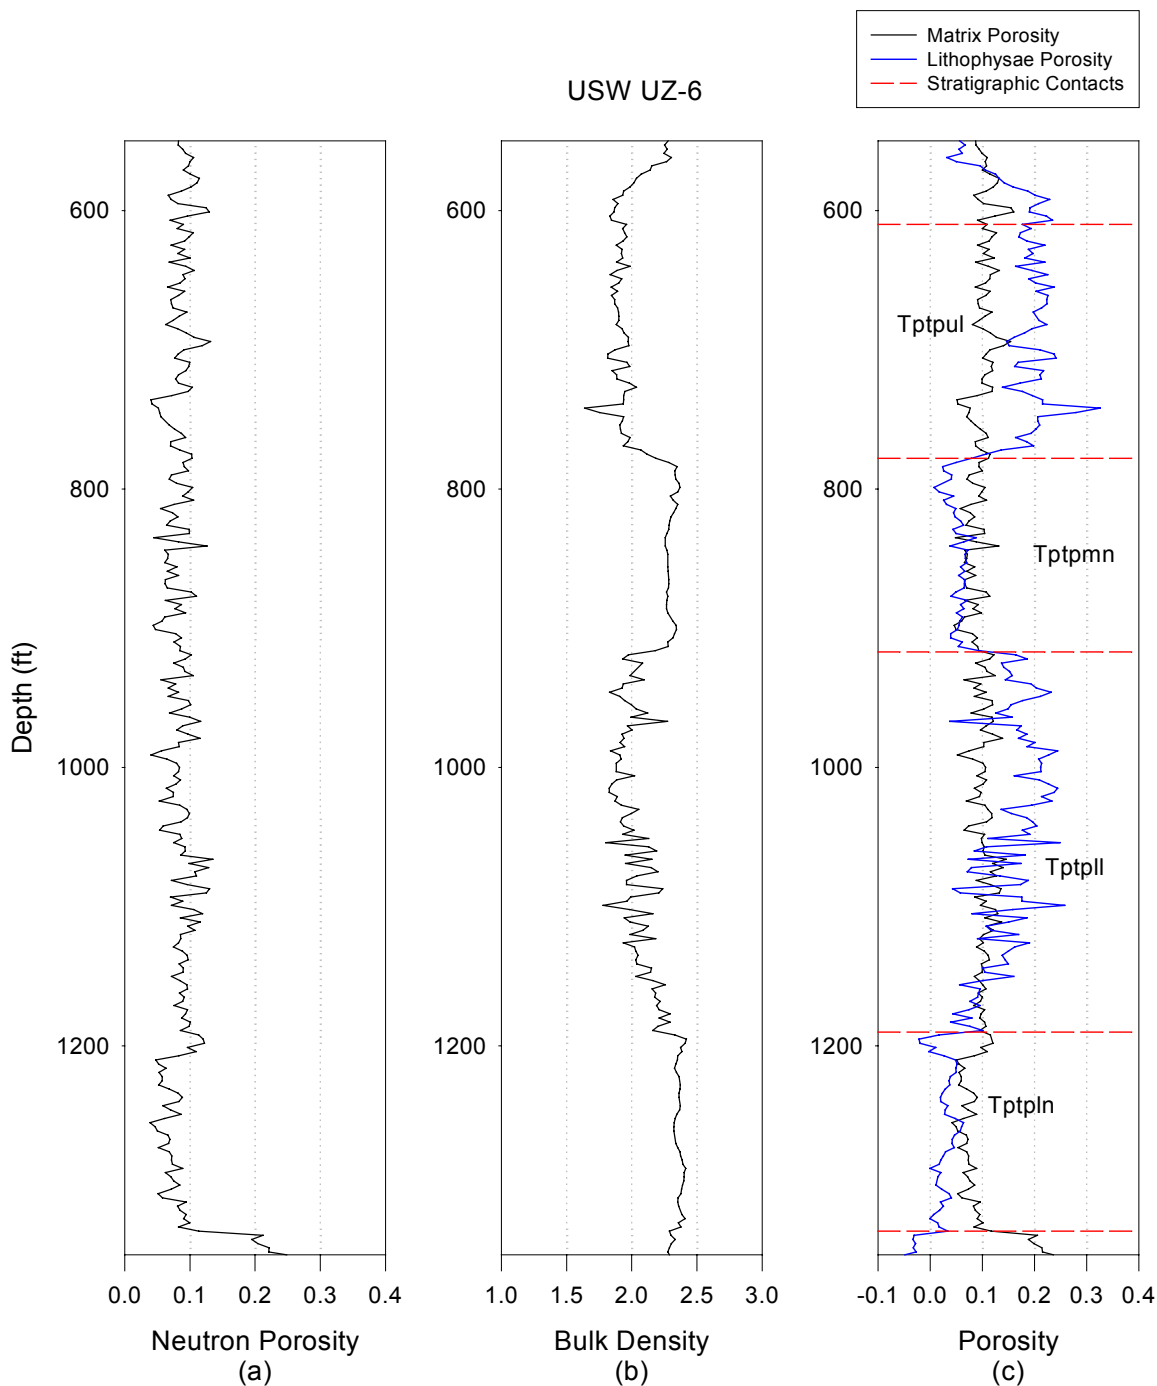 Matrix Porosity
Lithophysae Porosity
Stratigraphic Contacts
USW UZ-6
Depth (ft)
600
800
1000
1200
0.0 0.1 0.2 0.3 0.4
Neutron Porosity
(a)
600
800
1000
1200
1.0 1.5 2.0 2.5 3.0
Bulk Density
(b)
600
800
1000
1200
Tptpul
Tptpmn
Tptpll
Tptpln
-0.1 0.0 0.1 0.2 0.3 0.4
Porosity
(c)